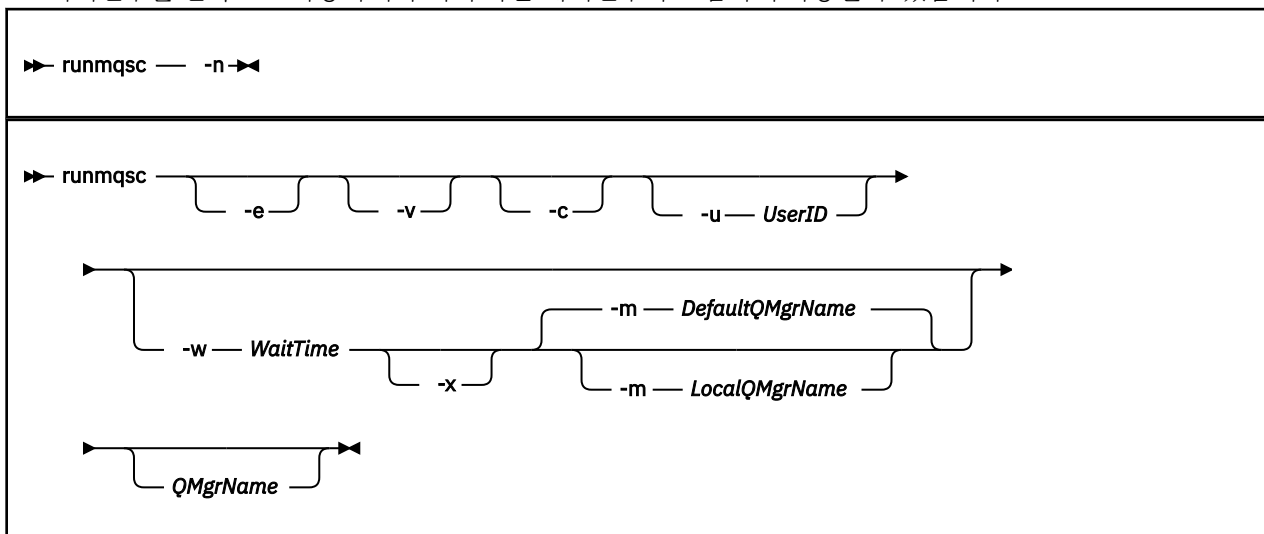 runmqsc -n
runmqsc
-e -v -c -u UserID
-m DefaultQMgrName
-w WaitTime
-x -m LocalQMgrName
QMgrName